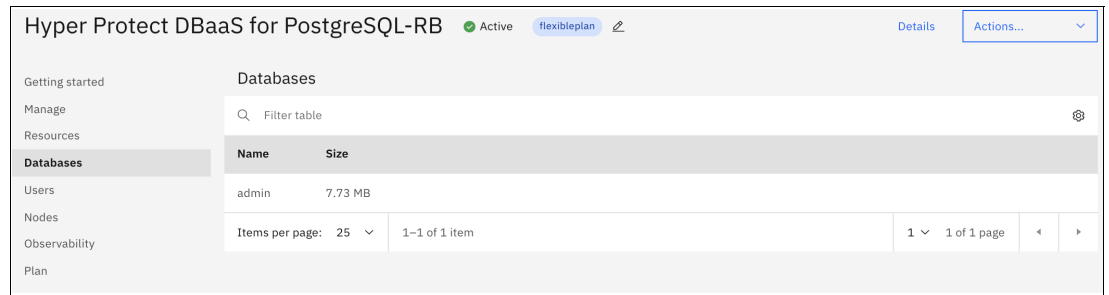 Hyper Protect DBaaS for PostgreSQL-RB Active flexibleplan Details Actions...
Getting started
Manage
Resources
Databases
Users
Nodes
Observability
Plan
Databases
Filter table
Name Size
admin 7.73 MB
Items per page: 25 1–1 of 1 item 1 1 of 1 page